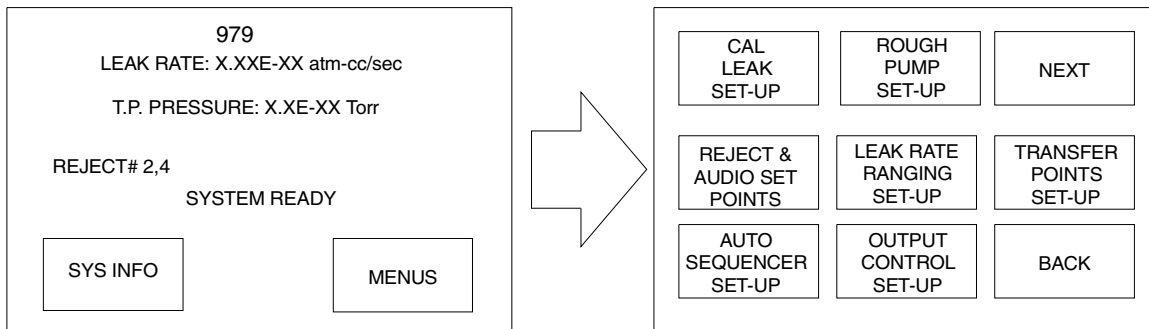 979
LEAK RATE: X.XXE-XX atm-cc/sec
T.P. PRESSURE: X.XE-XX Torr
REJECT# 2,4
SYSTEM READY
SYS INFO
MENUS
CAL
LEAK
SET-UP
ROUGH
PUMP
SET-UP
NEXT
REJECT &
AUDIO SET
POINTS
LEAK RATE
RANGING
SET-UP
TRANSFER
POINTS
SET-UP
AUTO
SEQUENCER
SET-UP
OUTPUT
CONTROL
SET-UP
BACK